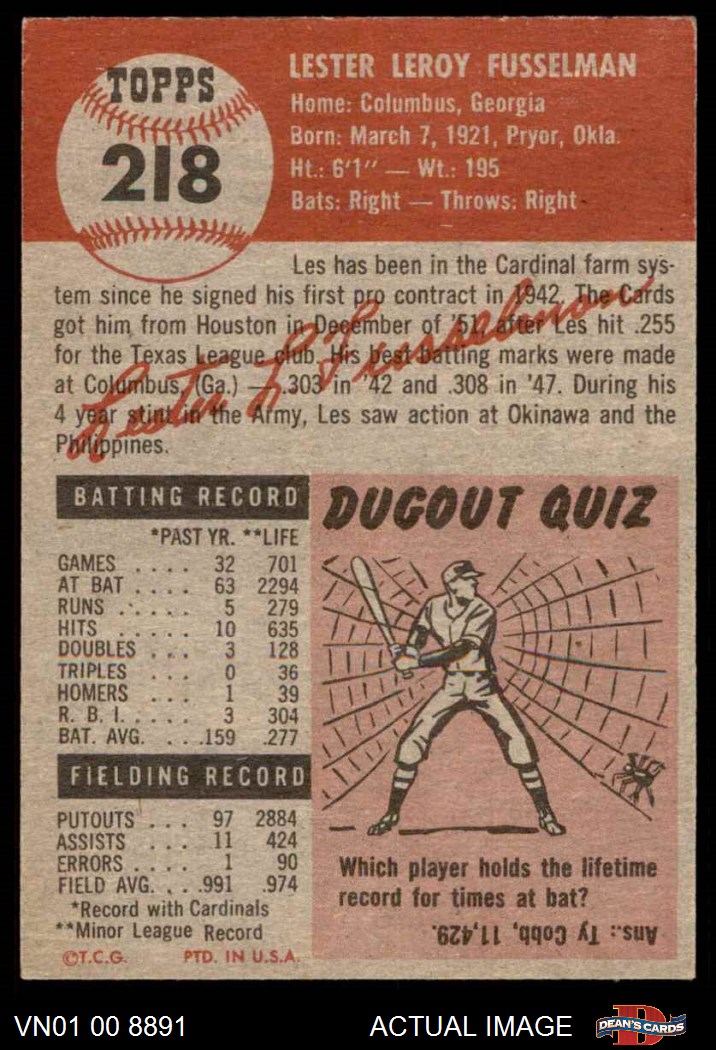 TOPPS
218
LESTER LEROY FUSSELMAN
Home: Columbus, Georgia
Born: March 7, 1921, Pryor, Okla.
Ht.: 6'1" — Wt.: 195
Bats: Right — Throws: Right
Les has been in the Cardinal farm sys-
tem since he signed his first pro contract in 1942. The Cards
got him from Houston in December of '51, after Les hit .255
for the Texas League club. His best batting marks were made
at Columbus, (Ga.) — .303 in '42 and .308 in '47. During his
4 year stint in the Army, Les saw action at Okinawa and the
Philippines.
Lester L Fusselman
BATTING RECORD
*PAST YR. **LIFE
GAMES . . . . 32 701
AT BAT . . . . 63 2294
RUNS . . . . . 5 279
HITS . . . . . 10 635
DOUBLES . . . 3 128
TRIPLES . . . 0 36
HOMERS . . . 1 39
R. B. I. . . . . . 3 304
BAT. AVG. . . . .159 .277
FIELDING RECORD
PUTOUTS . . . 97 2884
ASSISTS . . . 11 424
ERRORS . . . . 1 90
FIELD AVG. . . .991 .974
*Record with Cardinals
**Minor League Record
©T.C.G. PTD. IN U.S.A.
DUGOUT QUIZ
Which player holds the lifetime
record for times at bat?
Ans.: Ty Cobb, 11,429.
VN01 00 8891 ACTUAL IMAGE
DEAN'S CARDS